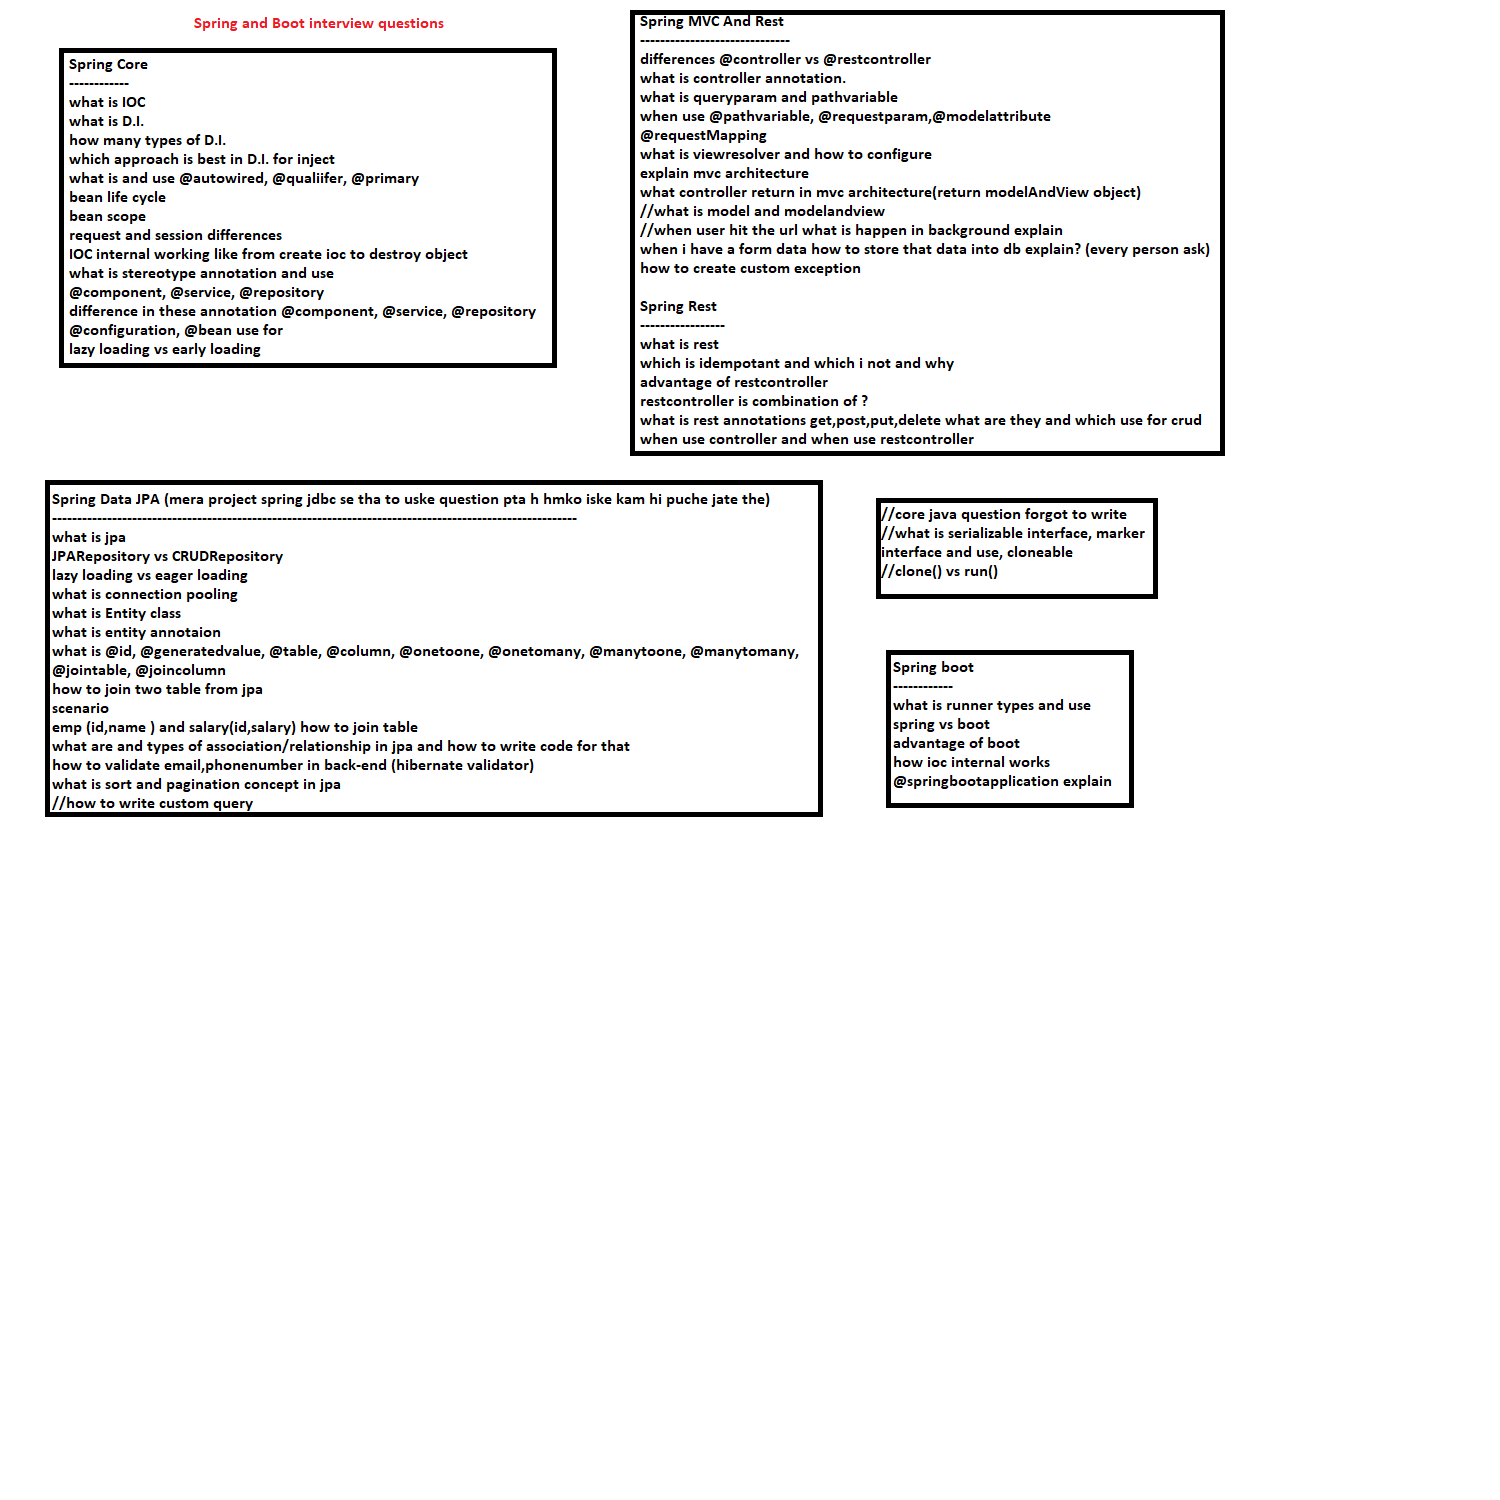 Spring and Boot interview questions
Spring Core
------------
what is IOC
what is D.I.
how many types of D.I.
which approach is best in D.I. for inject
what is and use @autowired, @qualiifer, @primary
bean life cycle
bean scope
request and session differences
IOC internal working like from create ioc to destroy object
what is stereotype annotation and use
@component, @service, @repository
difference in these annotation @component, @service, @repository
@configuration, @bean use for
lazy loading vs early loading
Spring MVC And Rest
------------------------------
differences @controller vs @restcontroller
what is controller annotation.
what is queryparam and pathvariable
when use @pathvariable, @requestparam,@modelattribute
@requestMapping
what is viewresolver and how to configure
explain mvc architecture
what controller return in mvc architecture(return modelAndView object)
//what is model and modelandview
//when user hit the url what is happen in background explain
when i have a form data how to store that data into db explain? (every person ask)
how to create custom exception
Spring Rest
-----------------
what is rest
which is idempotant and which i not and why
advantage of restcontroller
restcontroller is combination of ?
what is rest annotations get,post,put,delete what are they and which use for crud
when use controller and when use restcontroller
Spring Data JPA (mera project spring jdbc se tha to uske question pta h hmko iske kam hi puche jate the)
---------------------------------------------------------------------------------------------------------
what is jpa
JPARepository vs CRUDRepository
lazy loading vs eager loading
what is connection pooling
what is Entity class
what is entity annotaion
what is @id, @generatedvalue, @table, @column, @onetoone, @onetomany, @manytoone, @manytomany,
@jointable, @joincolumn
how to join two table from jpa
scenario
emp (id,name ) and salary(id,salary) how to join table
what are and types of association/relationship in jpa and how to write code for that
how to validate email,phonenumber in back-end (hibernate validator)
what is sort and pagination concept in jpa
//how to write custom query
//core java question forgot to write
//what is serializable interface, marker
interface and use, cloneable
//clone() vs run()
Spring boot
------------
what is runner types and use
spring vs boot
advantage of boot
how ioc internal works
@springbootapplication explain